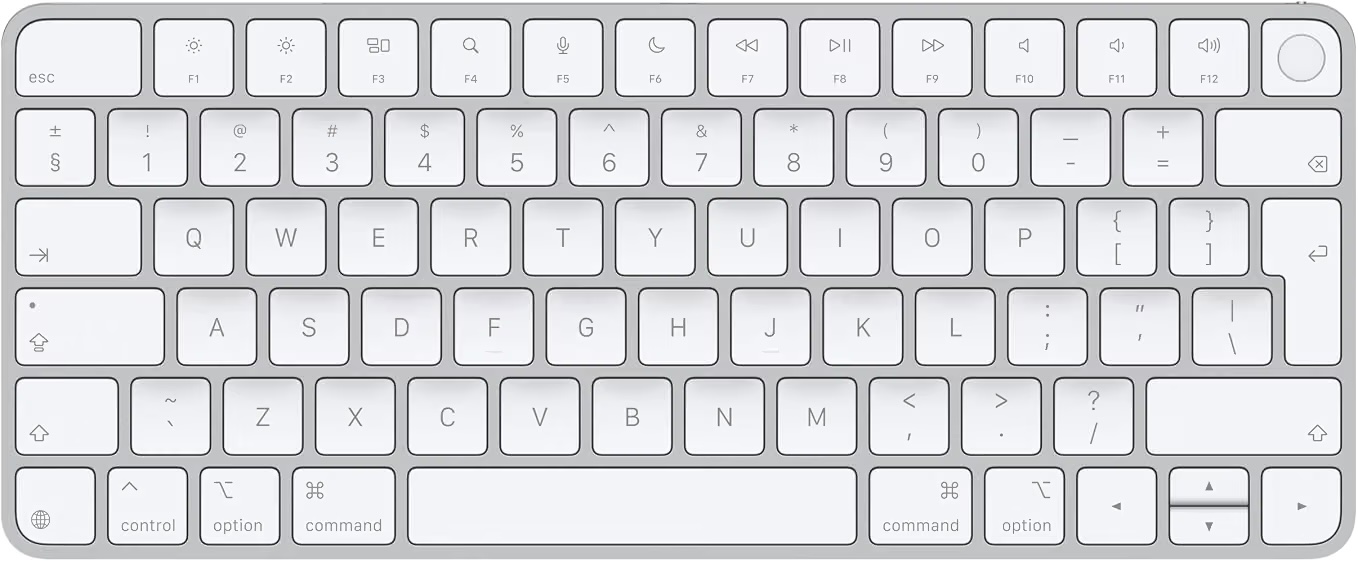 esc F1 F2 F3 F4 F5 F6 F7 F8 F9 F10 F11 F12
± ! @ # $ % ^ & * ( ) _ +
§ 1 2 3 4 5 6 7 8 9 0 - =
Q W E R T Y U I O P { }
[ ]
A S D F G H J K L : " |
; ' \
~ Z X C V B N M < > ?
` , . /
control option command command option